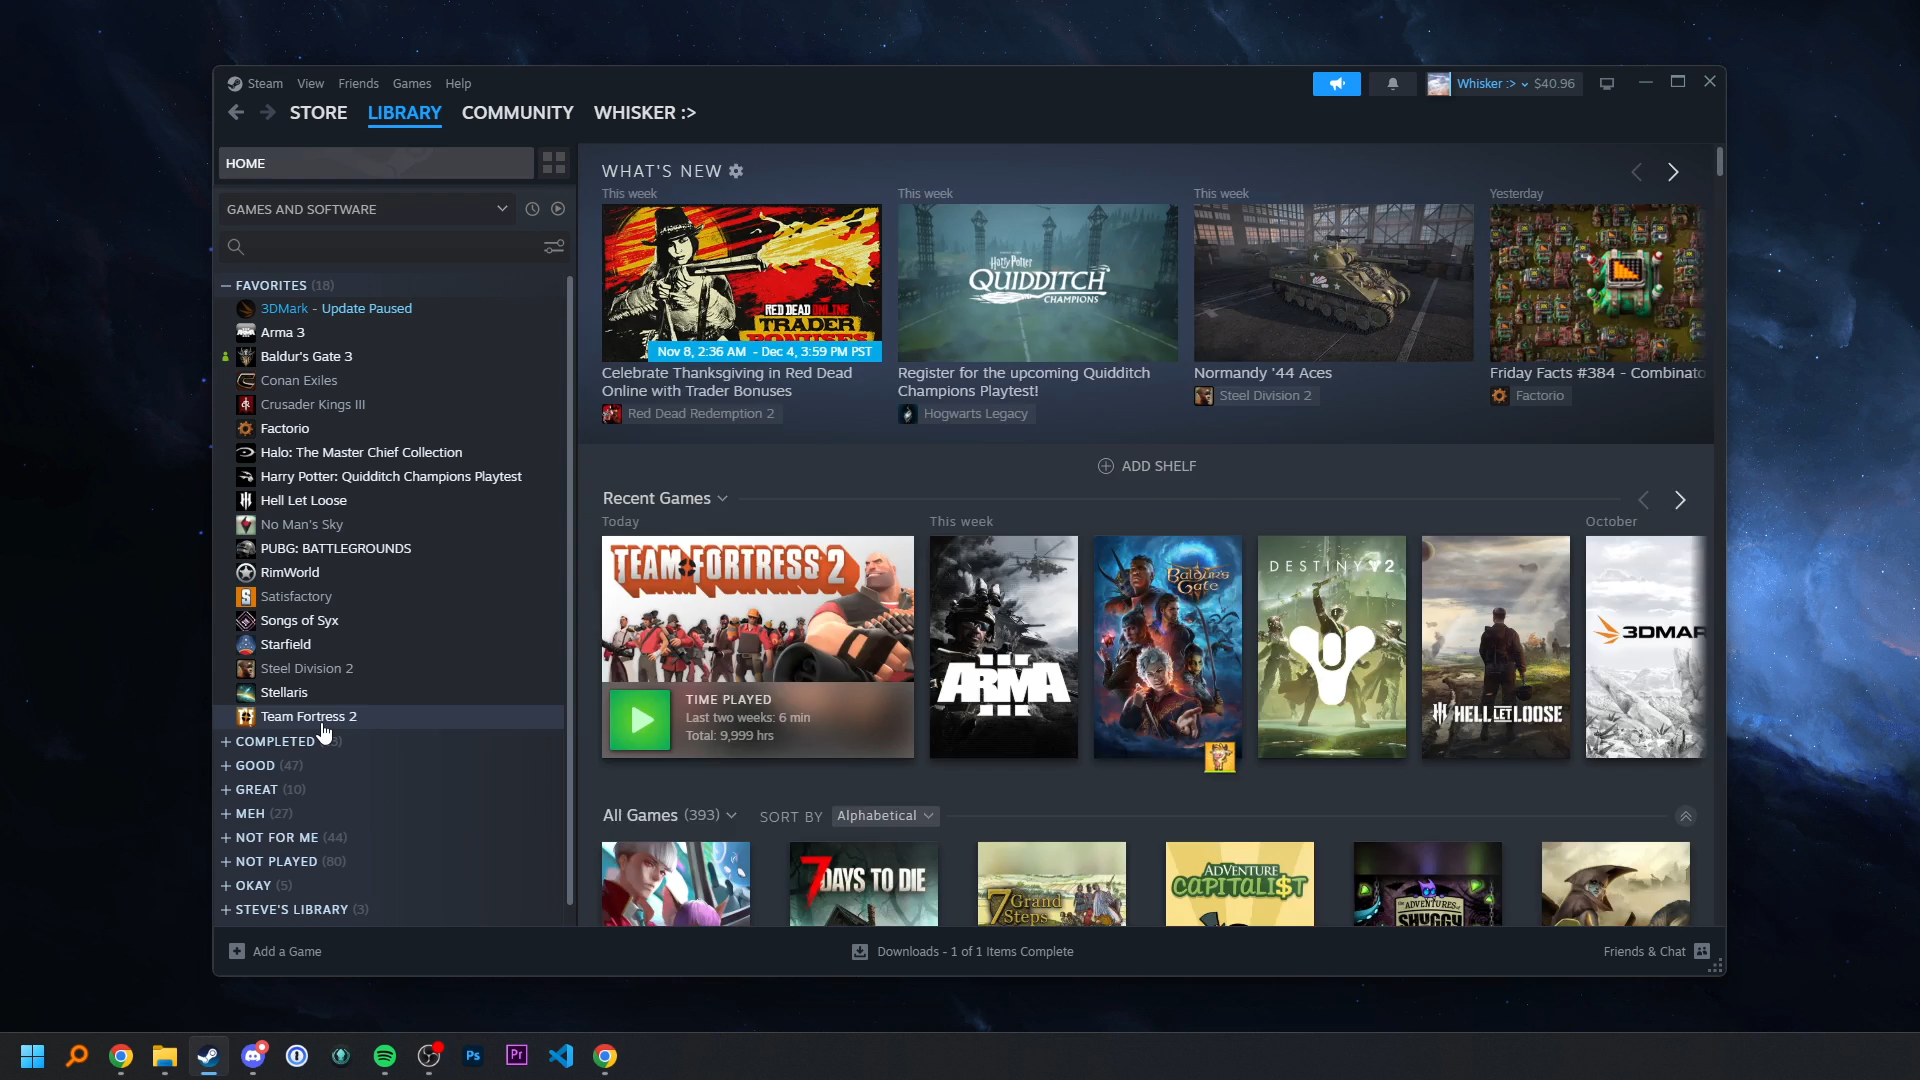 Steam View Friends Games Help
Whisker :> $40.96
STORE LIBRARY COMMUNITY WHISKER :>
HOME
GAMES AND SOFTWARE
FAVORITES (18)
3DMark - Update Paused
Arma 3
Baldur's Gate 3
Conan Exiles
Crusader Kings III
Factorio
Halo: The Master Chief Collection
Harry Potter: Quidditch Champions Playtest
Hell Let Loose
No Man's Sky
PUBG: BATTLEGROUNDS
RimWorld
Satisfactory
Songs of Syx
Starfield
Steel Division 2
Stellaris
Team Fortress 2
COMPLETED
GOOD (47)
GREAT (10)
MEH (27)
NOT FOR ME (44)
NOT PLAYED (80)
OKAY (5)
STEVE'S LIBRARY (3)
WHAT'S NEW
This week
RED DEAD ONLINE
TRADER
BONUSES
Nov 8, 2:36 AM - Dec 4, 3:59 PM PST
Celebrate Thanksgiving in Red Dead
Online with Trader Bonuses
Red Dead Redemption 2
This week
Harry Potter
QUIDDITCH
CHAMPIONS
Register for the upcoming Quidditch
Champions Playtest!
Hogwarts Legacy
This week
Normandy '44 Aces
Steel Division 2
Yesterday
Friday Facts #384 - Combinato
Factorio
ADD SHELF
Recent Games
Today
TEAM FORTRESS 2
TIME PLAYED
Last two weeks: 6 min
Total: 9,999 hrs
This week
ARMA III
Baldur's
Gate
DESTINY 2
HELL LET LOOSE
October
3DMAR
All Games (393) SORT BY Alphabetical
7 DAYS TO DIE
7
Grand
Steps
ADVENTURE
CAPITALI$T
THE ADVENTURES OF
SHUGGY
Add a Game
Downloads - 1 of 1 Items Complete
Friends & Chat
Ps
Pr